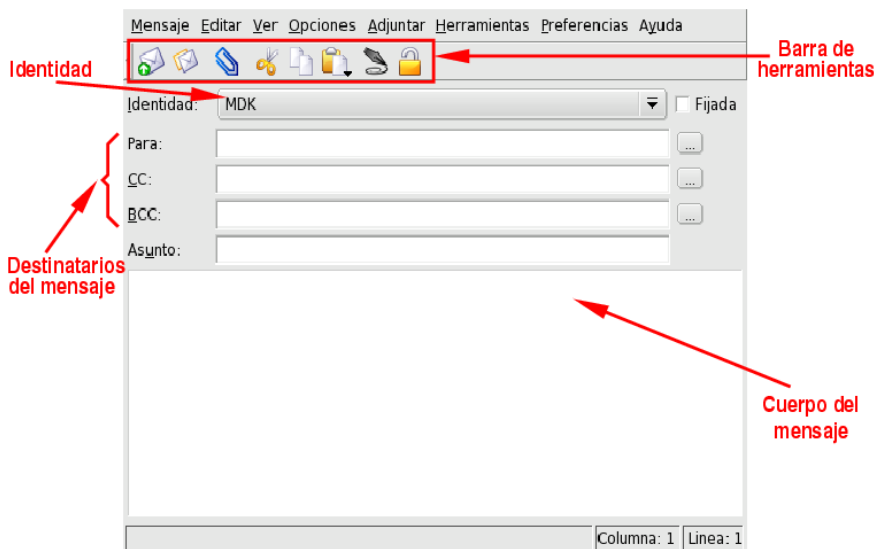 Mensaje Editar Ver Opciones Adjuntar Herramientas Preferencias Ayuda
Barra de
herramientas
Identidad
Identidad: MDK Fijada
Para: ...
CC: ...
BCC: ...
Asunto:
Destinatarios
del mensaje
Cuerpo del
mensaje
Columna: 1 Linea: 1